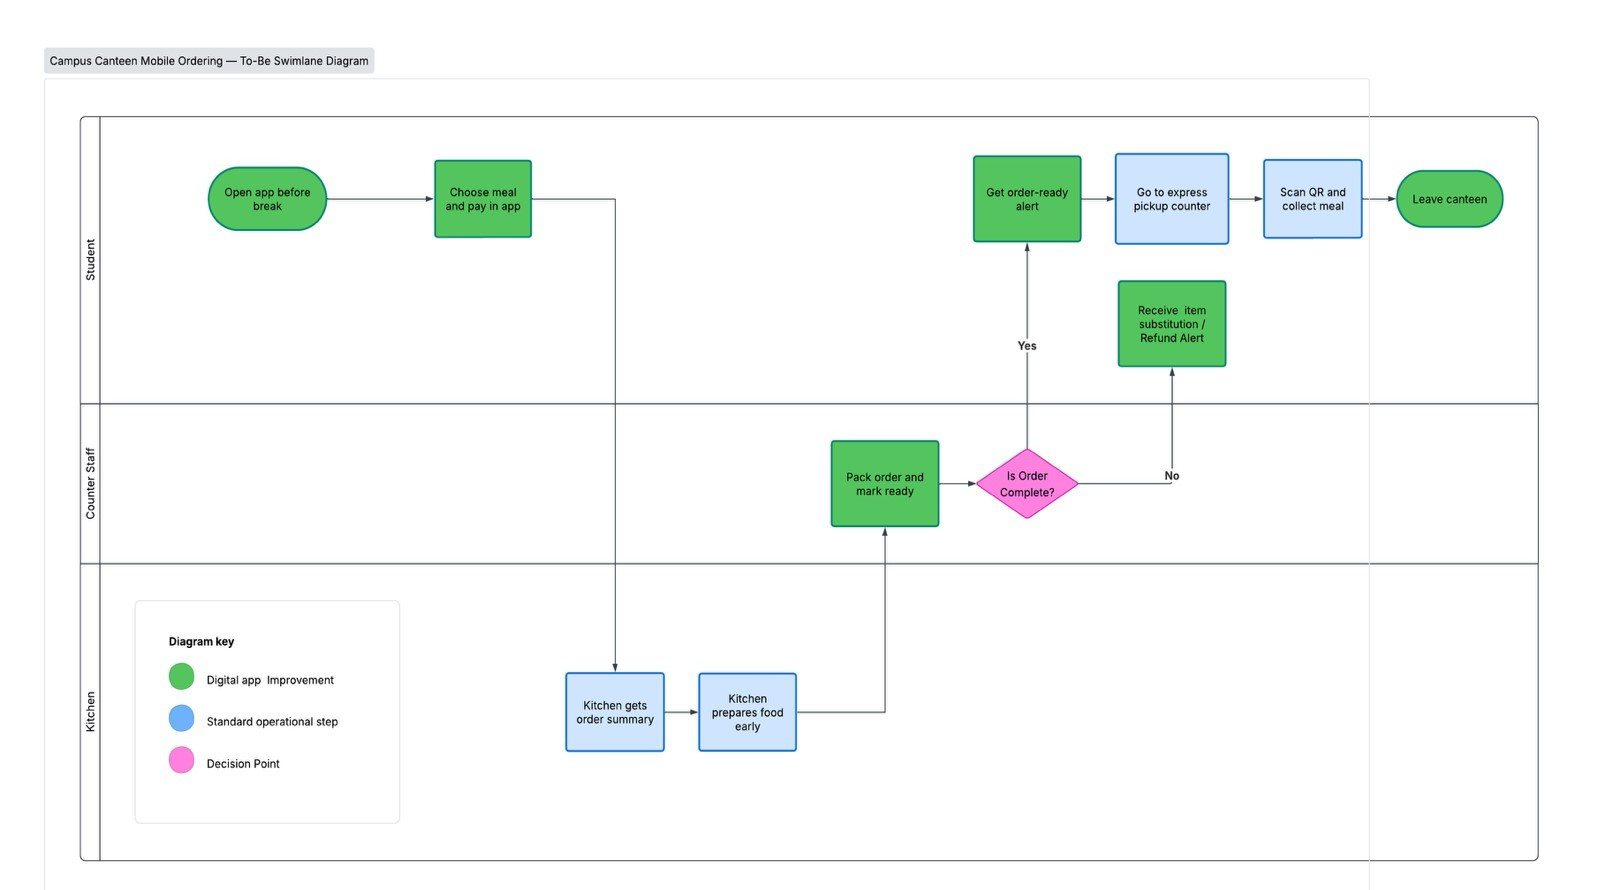 Campus Canteen Mobile Ordering — To-Be Swimlane Diagram
Student
Open app before
break
Choose meal
and pay in app
Get order-ready
alert
Go to express
pickup counter
Scan QR and
collect meal
Leave canteen
Receive  item
substitution /
Refund Alert
Yes
Counter Staff
Pack order and
mark ready
Is Order
Complete?
No
Kitchen
Diagram key
Digital app  Improvement
Standard operational step
Decision Point
Kitchen gets
order summary
Kitchen
prepares food
early